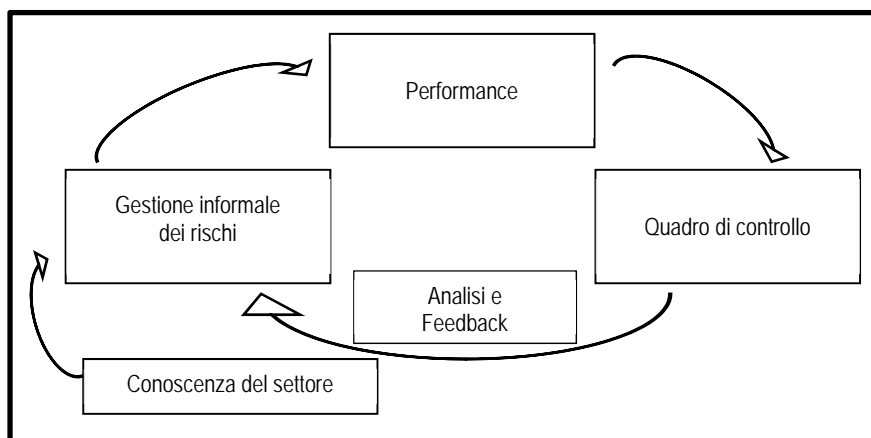 Performance
Gestione informale
dei rischi
Quadro di controllo
Analisi e
Feedback
Conoscenza del settore